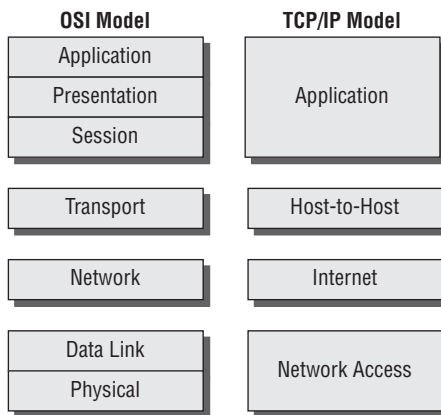 OSI Model
Application
Presentation
Session
Transport
Network
Data Link
Physical
TCP/IP Model
Application
Host-to-Host
Internet
Network Access